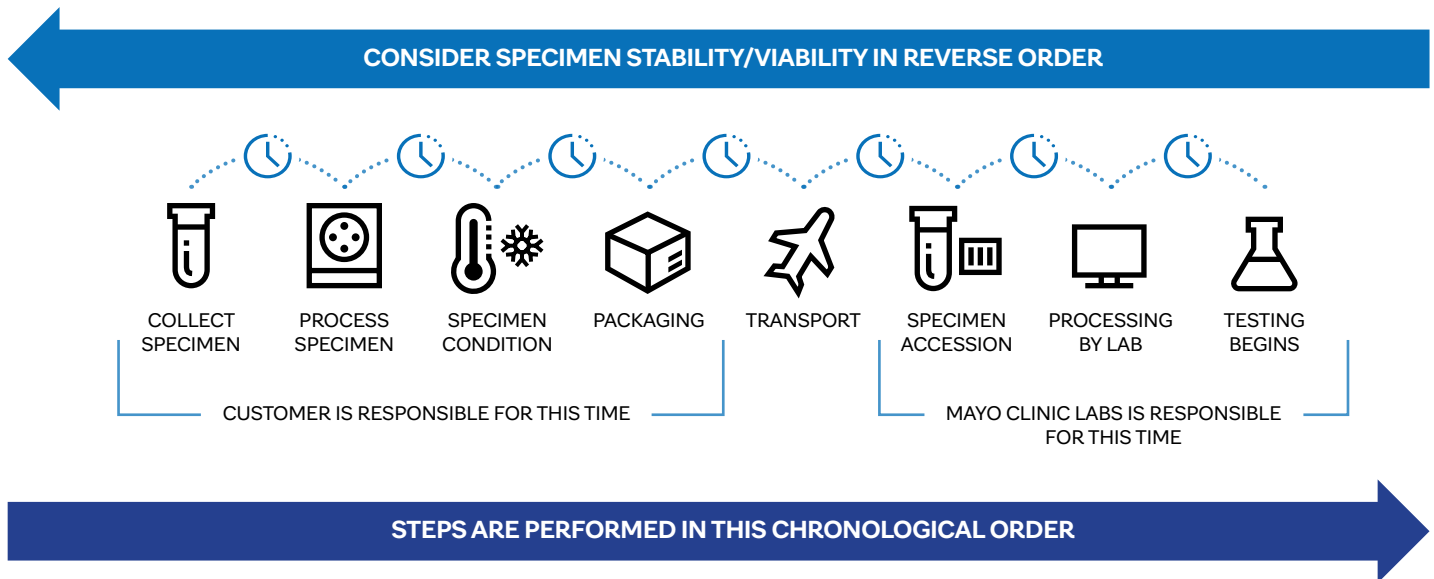 CONSIDER SPECIMEN STABILITY/VIABILITY IN REVERSE ORDER
COLLECT
SPECIMEN
PROCESS
SPECIMEN
SPECIMEN
CONDITION
PACKAGING
TRANSPORT
SPECIMEN
ACCESSION
PROCESSING
BY LAB
TESTING
BEGINS
CUSTOMER IS RESPONSIBLE FOR THIS TIME
MAYO CLINIC LABS IS RESPONSIBLE
FOR THIS TIME
STEPS ARE PERFORMED IN THIS CHRONOLOGICAL ORDER